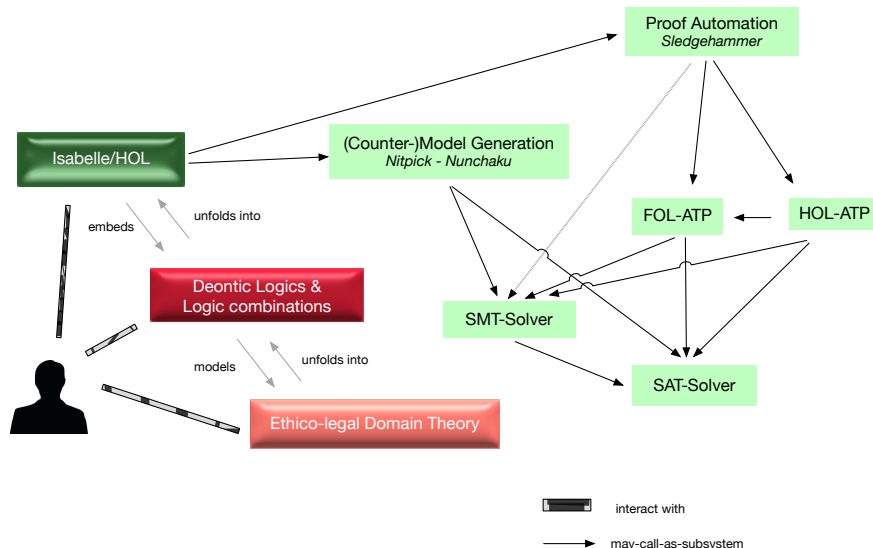 Proof Automation
Sledgehammer
(Counter-)Model Generation
Nitpick - Nunchaku
Isabelle/HOL
embeds
unfolds into
FOL-ATP
HOL-ATP
Deontic Logics &
Logic combinations
SMT-Solver
models
unfolds into
SAT-Solver
Ethico-legal Domain Theory
interact with
may-call-as-subsystem